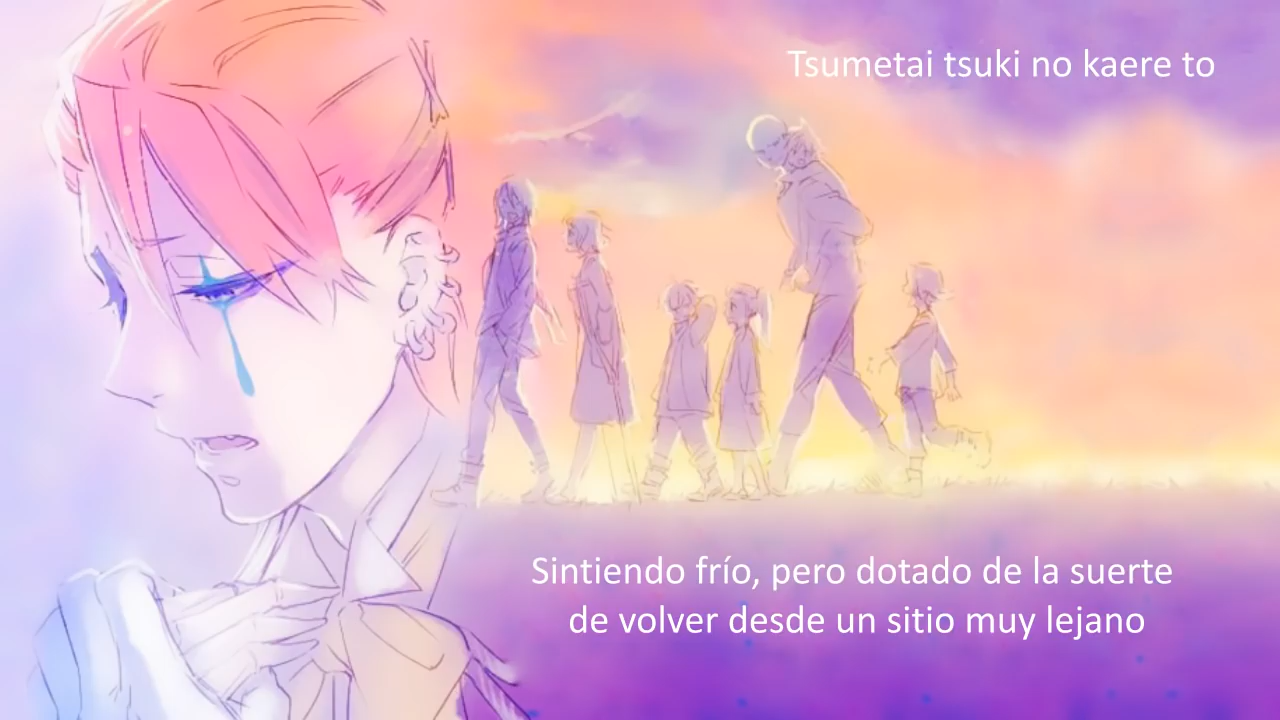 Tsumetai tsuki no kaere to
Sintiendo frío, pero dotado de la suerte
de volver desde un sitio muy lejano